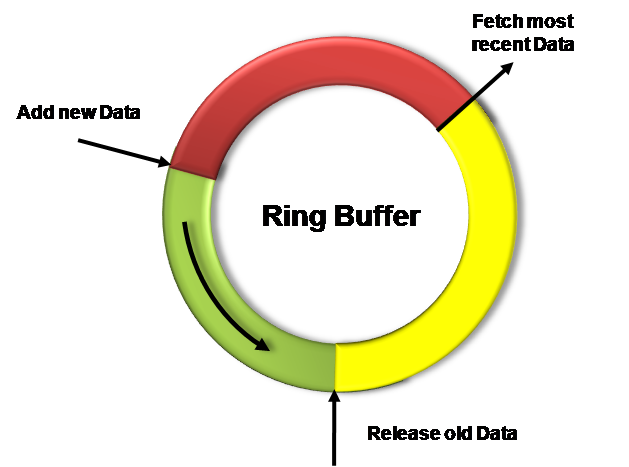 Fetch most
recent Data
Add new Data
Ring Buffer
Release old Data